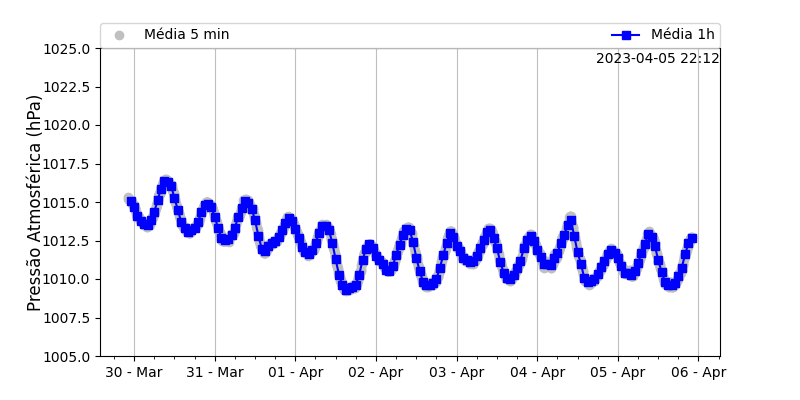 Média 5 min
Média 1h
2023-04-05 22:12
Pressão Atmosférica (hPa)
1025.0
1022.5
1020.0
1017.5
1015.0
1012.5
1010.0
1007.5
1005.0
30 - Mar
31 - Mar
01 - Apr
02 - Apr
03 - Apr
04 - Apr
05 - Apr
06 - Apr